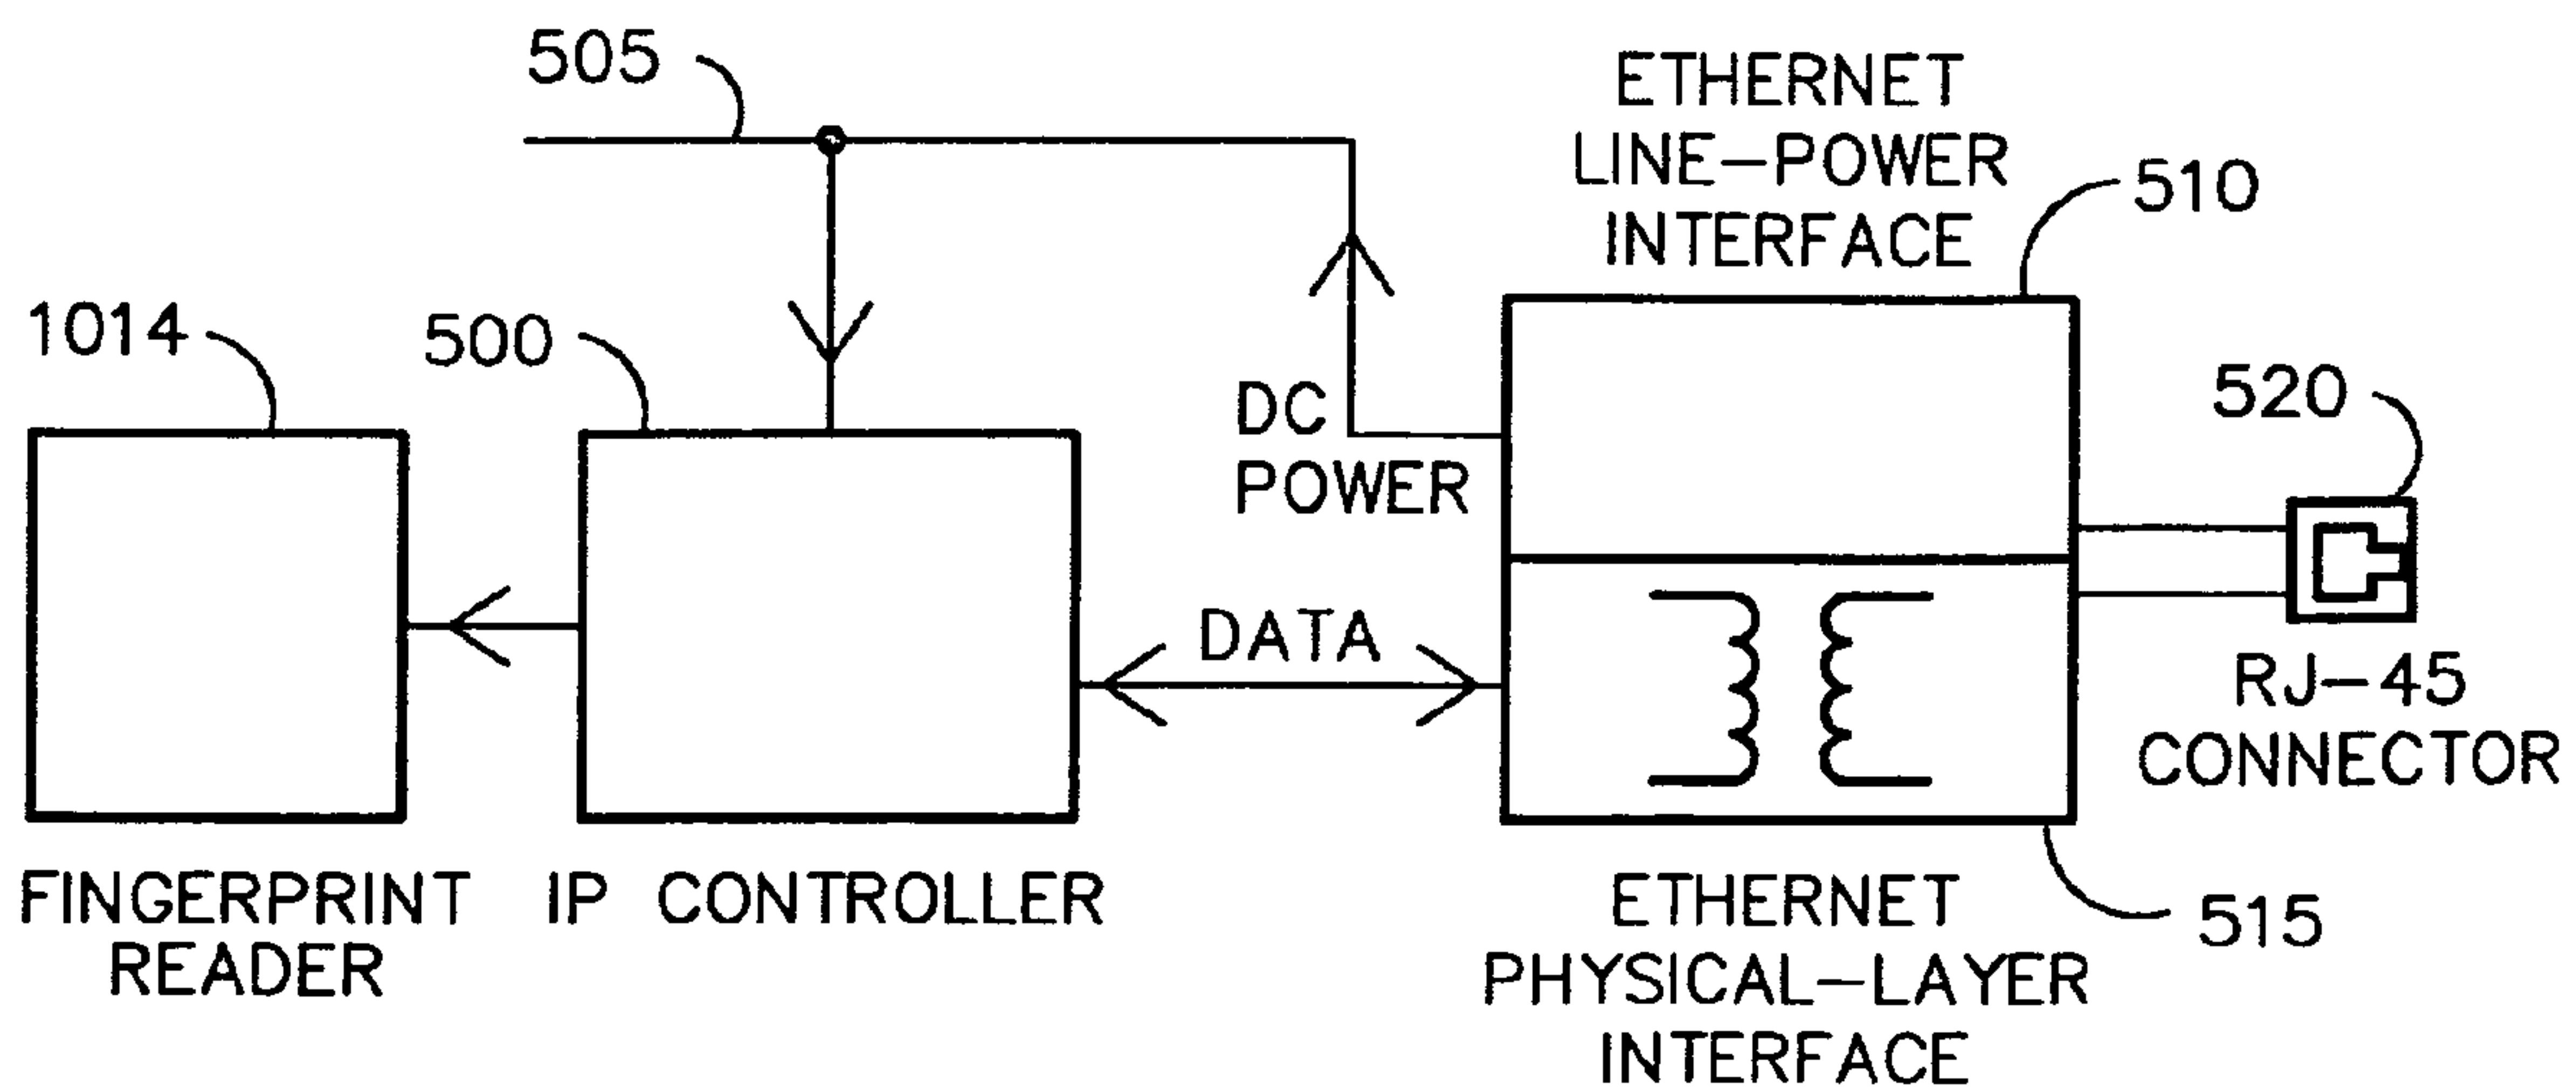 505
ETHERNET
LINE-POWER
INTERFACE
510
1014
500
DC
POWER
520
DATA
RJ-45
CONNECTOR
FINGERPRINT
READER
IP CONTROLLER
ETHERNET
PHYSICAL-LAYER
INTERFACE
515